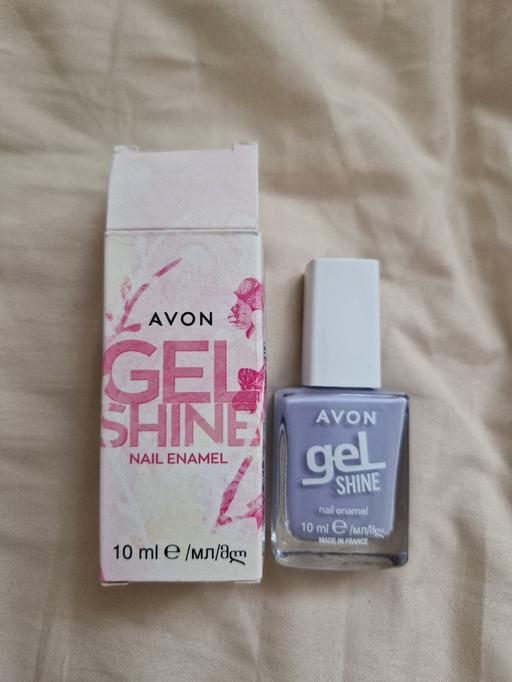 AVON
GEL
SHINE
NAIL ENAMEL
10 ml ℮ /мл/მლ
AVON
gel
SHINE
nail enamel
10 ml ℮ /мл/მლ
MADE IN FRANCE